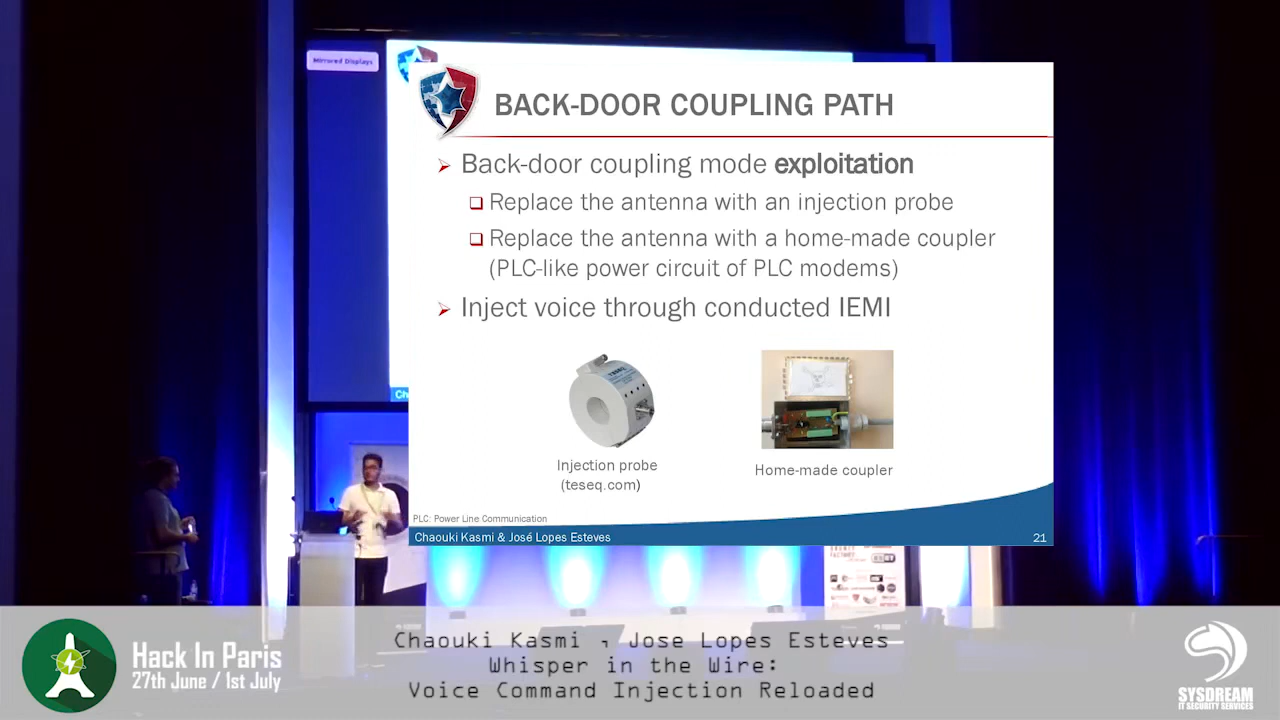 Mirrored Displays
BACK-DOOR COUPLING PATH
Back-door coupling mode exploitation
Replace the antenna with an injection probe
Replace the antenna with a home-made coupler
(PLC-like power circuit of PLC modems)
Inject voice through conducted IEMI
Injection probe
(teseq.com)
Home-made coupler
PLC: Power Line Communication
Chaouki Kasmi & José Lopes Esteves
21
Ch
Hack In Paris
27th June / 1st July
Chaouki Kasmi , Jose Lopes Esteves
Whisper in the Wire:
Voice Command Injection Reloaded
SYSDREAM
IT SECURITY SERVICES